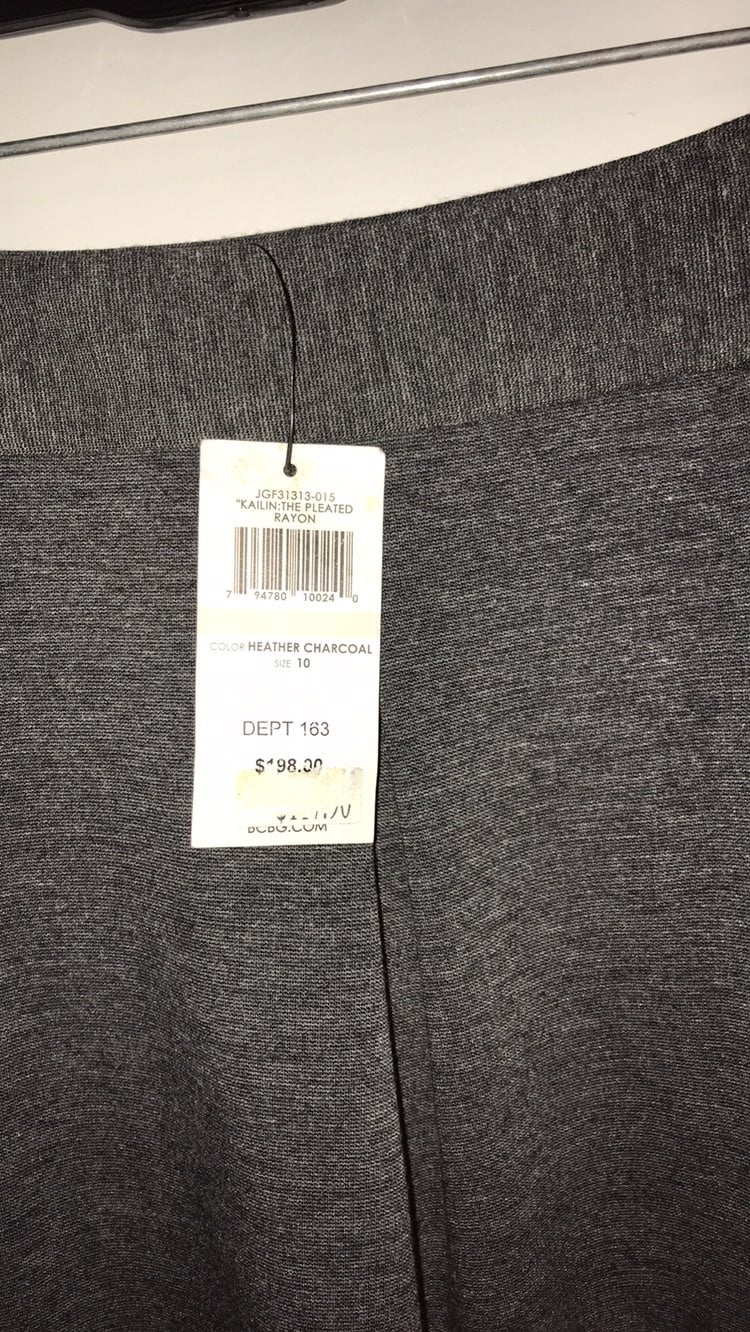 JGF31313-015
"KAILIN:THE PLEATED
RAYON
7 94780 10024 0
COLOR HEATHER CHARCOAL
SIZE 10
DEPT 163
$198.00
BCBG.COM